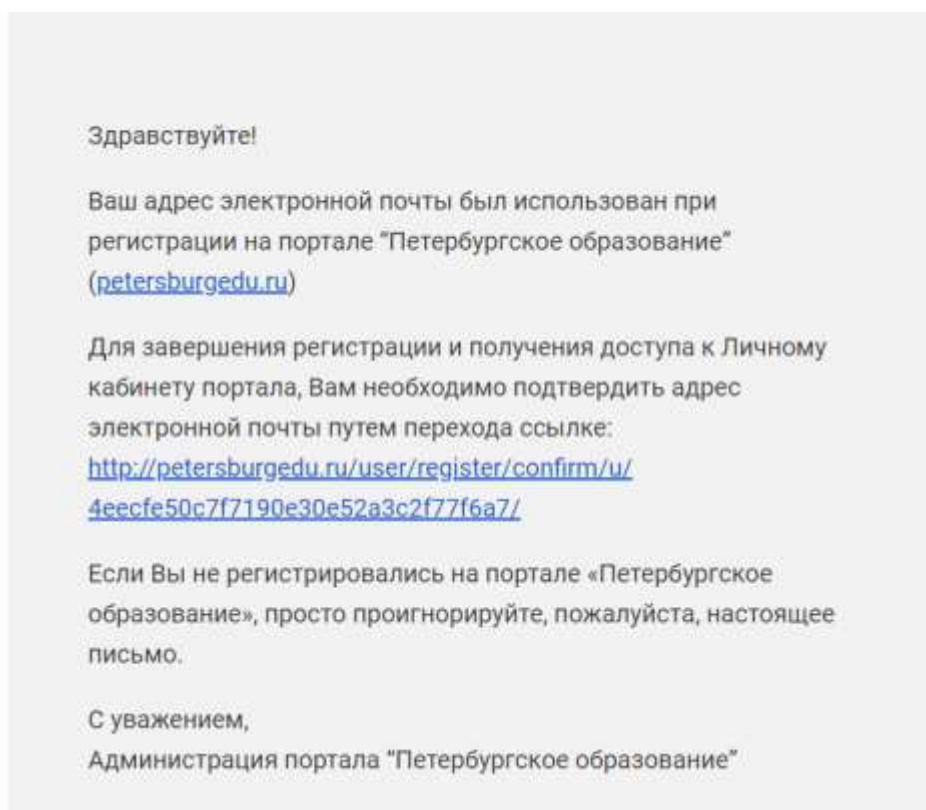 Здравствуйте!
Ваш адрес электронной почты был использован при
регистрации на портале “Петербургское образование”
(petersburgedu.ru)
Для завершения регистрации и получения доступа к Личному
кабинету портала, Вам необходимо подтвердить адрес
электронной почты путем перехода ссылке:
http://petersburgedu.ru/user/register/confirm/u/
4eecfe50c7f7190e30e52a3c2f77f6a7/
Если Вы не регистрировались на портале «Петербургское
образование», просто проигнорируйте, пожалуйста, настоящее
письмо.
С уважением,
Администрация портала “Петербургское образование”